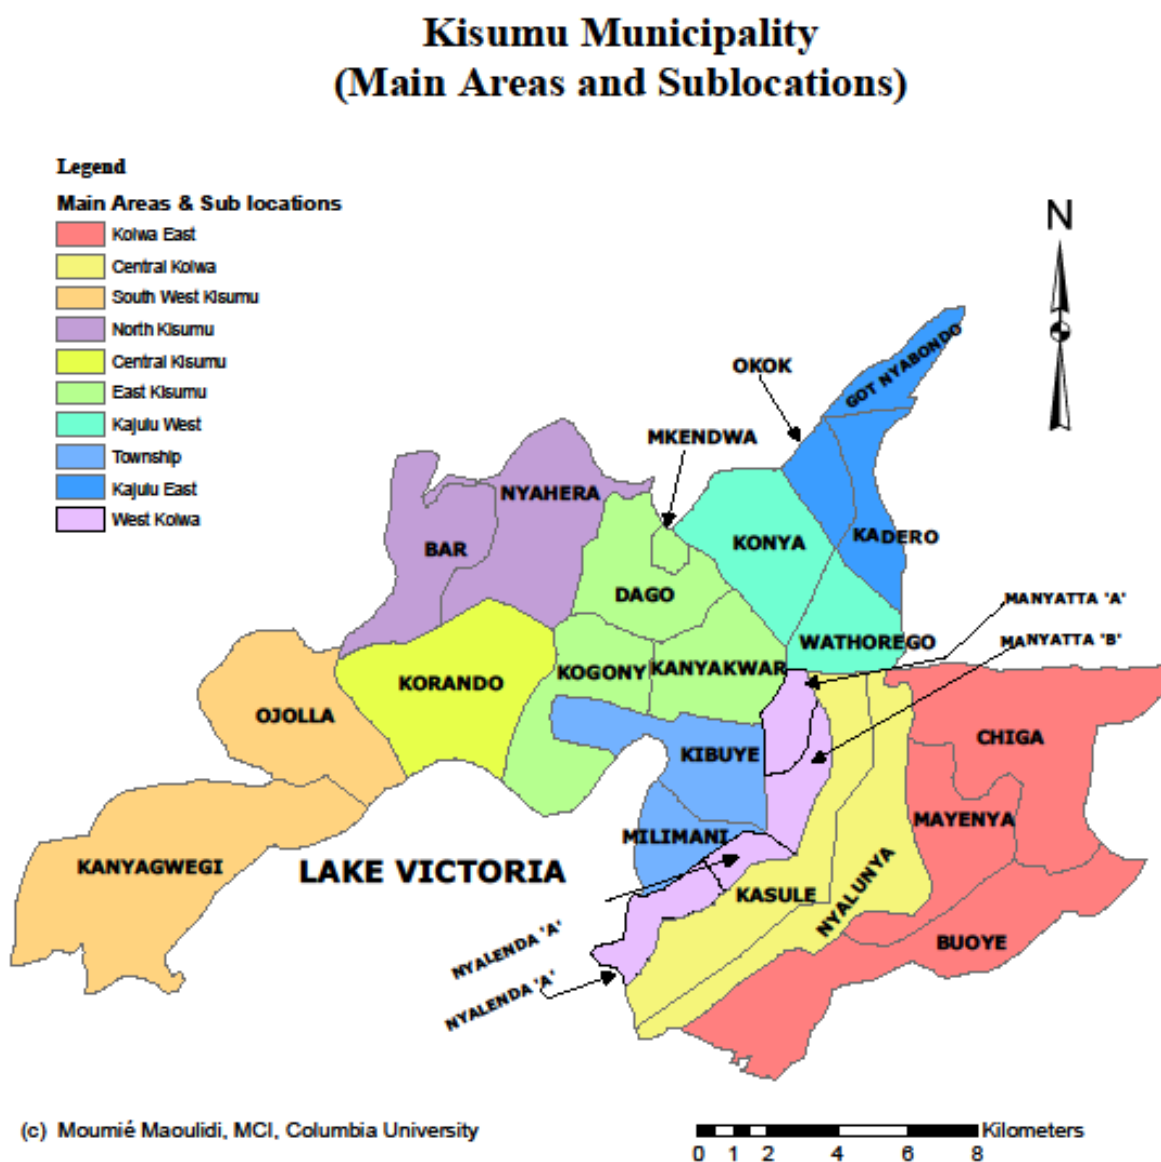 Kisumu Municipality
(Main Areas and Sublocations)
Legend
Main Areas & Sub locations
Kolwa East
Central Kolwa
South West Kisumu
North Kisumu
Central Kisumu
East Kisumu
Kajulu West
Township
Kajulu East
West Kolwa
N
GOT NYABONDO
OKOK
MKENDWA
NYAHERA
BAR
KONYA
KADERO
DAGO
MANYATTA 'A'
MANYATTA 'B'
WATHOREGO
KOGONY
KANYAKWAR
KORANDO
OJOLLA
CHIGA
KIBUYE
MAYENYA
MILIMANI
KANYAGWEGI
LAKE VICTORIA
KASULE
NYALUNYA
BUOYE
NYALENDA 'A'
NYALENDA 'A'
(c) Moumié Maoulidi, MCI, Columbia University
Kilometers
0 1 2 4 6 8